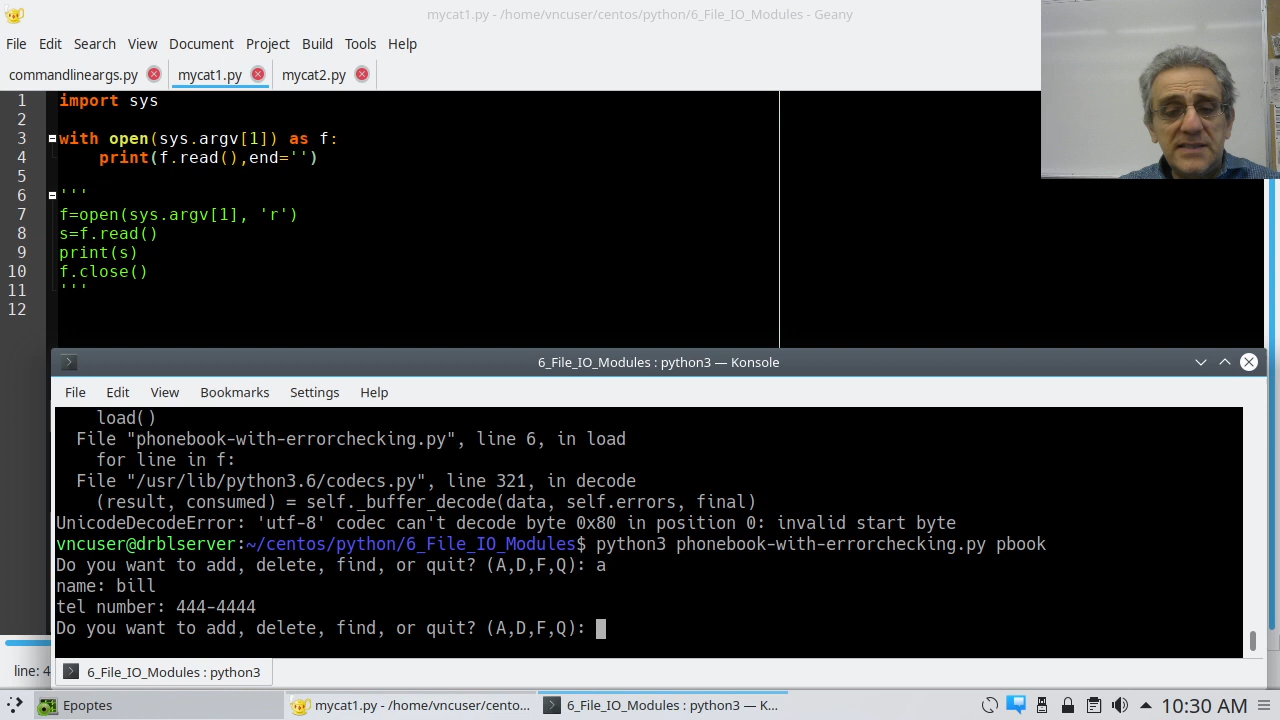 mycat1.py - /home/vncuser/centos/python/6_File_IO_Modules - Geany
File Edit Search View Document Project Build Tools Help
commandlineargs.py mycat1.py mycat2.py
1 import sys
2
3 with open(sys.argv[1]) as f:
4 print(f.read(),end='')
5
6 '''
7 f=open(sys.argv[1], 'r')
8 s=f.read()
9 print(s)
10 f.close()
11 '''
12
6_File_IO_Modules : python3 — Konsole
File Edit View Bookmarks Settings Help
load()
File "phonebook-with-errorchecking.py", line 6, in load
for line in f:
File "/usr/lib/python3.6/codecs.py", line 321, in decode
(result, consumed) = self._buffer_decode(data, self.errors, final)
UnicodeDecodeError: 'utf-8' codec can't decode byte 0x80 in position 0: invalid start byte
vncuser@drblserver:~/centos/python/6_File_IO_Modules$ python3 phonebook-with-errorchecking.py pbook
Do you want to add, delete, find, or quit? (A,D,F,Q): a
name: bill
tel number: 444-4444
Do you want to add, delete, find, or quit? (A,D,F,Q):
line: 4
6_File_IO_Modules : python3
Epoptes mycat1.py - /home/vncuser/cento... 6_File_IO_Modules : python3 — K... 10:30 AM